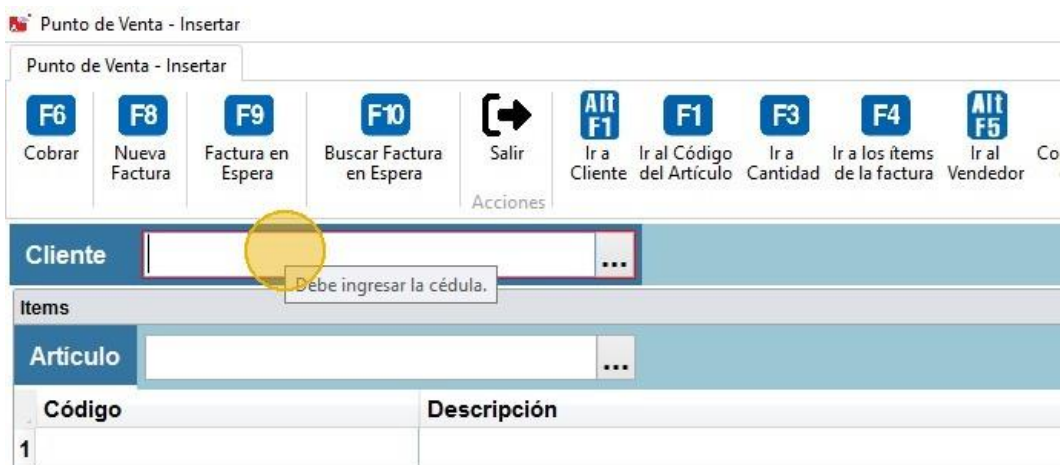 Punto de Venta - Insertar
Punto de Venta - Insertar
F6 F8 F9 F10 Alt F1 F1 F3 F4 Alt F5
Cobrar Nueva Factura en Buscar Factura Salir Ir a Ir al Código Ir a Ir a los ítems Ir al
Factura Espera en Espera Cliente del Artículo Cantidad de la factura Vendedor
Acciones
Cliente ...
Debe ingresar la cédula.
Items
Artículo ...
Código Descripción
1